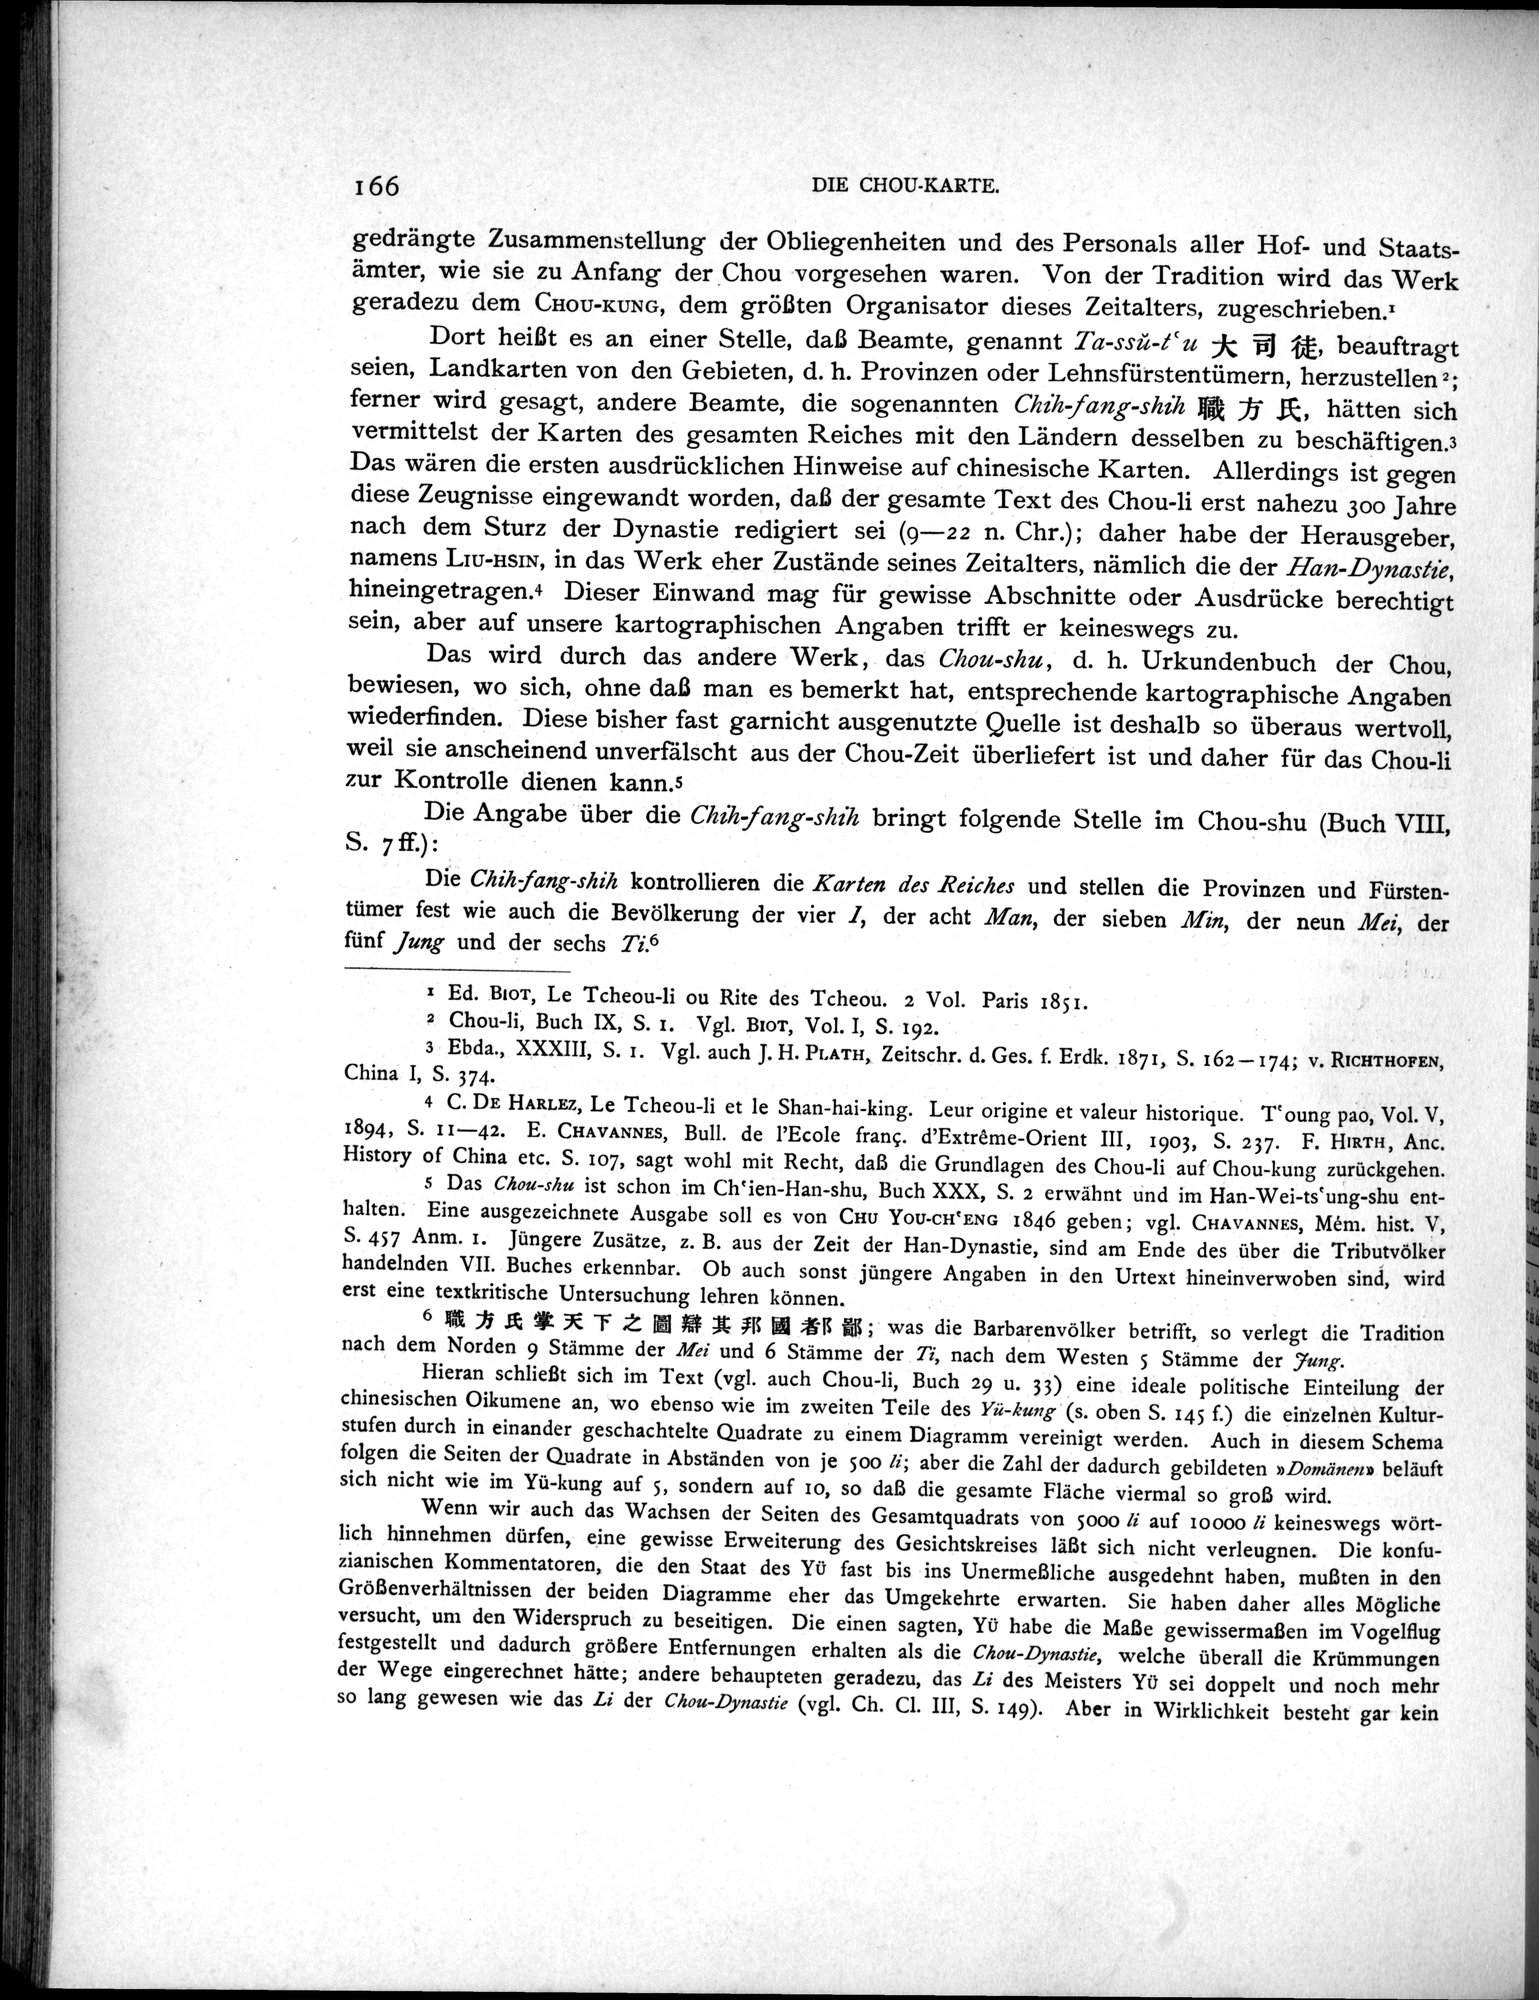 166
DIE CHOU-KARTE.
gedrängte Zusammenstellung der Obliegenheiten und des Personals aller Hof- und Staats-
ämter, wie sie zu Anfang der Chou vorgesehen waren. Von der Tradition wird das Werk
geradezu dem CHOU-KUNG, dem größten Organisator dieses Zeitalters, zugeschrieben.¹
Dort heißt es an einer Stelle, daß Beamte, genannt Ta-ssŭ-tʿu 大司徒, beauftragt
seien, Landkarten von den Gebieten, d. h. Provinzen oder Lehnsfürstentümern, herzustellen²;
ferner wird gesagt, andere Beamte, die sogenannten Chïh-fang-shïh 職方氏, hätten sich
vermittelst der Karten des gesamten Reiches mit den Ländern desselben zu beschäftigen.³
Das wären die ersten ausdrücklichen Hinweise auf chinesische Karten. Allerdings ist gegen
diese Zeugnisse eingewandt worden, daß der gesamte Text des Chou-li erst nahezu 300 Jahre
nach dem Sturz der Dynastie redigiert sei (9—22 n. Chr.); daher habe der Herausgeber,
namens LIU-HSIN, in das Werk eher Zustände seines Zeitalters, nämlich die der Han-Dynastie,
hineingetragen.⁴ Dieser Einwand mag für gewisse Abschnitte oder Ausdrücke berechtigt
sein, aber auf unsere kartographischen Angaben trifft er keineswegs zu.
Das wird durch das andere Werk, das Chou-shu, d. h. Urkundenbuch der Chou,
bewiesen, wo sich, ohne daß man es bemerkt hat, entsprechende kartographische Angaben
wiederfinden. Diese bisher fast garnicht ausgenutzte Quelle ist deshalb so überaus wertvoll,
weil sie anscheinend unverfälscht aus der Chou-Zeit überliefert ist und daher für das Chou-li
zur Kontrolle dienen kann.⁵
Die Angabe über die Chïh-fang-shïh bringt folgende Stelle im Chou-shu (Buch VIII,
S. 7 ff.):
Die Chïh-fang-shih kontrollieren die Karten des Reiches und stellen die Provinzen und Fürsten-
tümer fest wie auch die Bevölkerung der vier I, der acht Man, der sieben Min, der neun Mei, der
fünf Jung und der sechs Ti.⁶
¹ Ed. BIOT, Le Tcheou-li ou Rite des Tcheou. 2 Vol. Paris 1851.
² Chou-li, Buch IX, S. 1. Vgl. BIOT, Vol. I, S. 192.
³ Ebda., XXXIII, S. 1. Vgl. auch J. H. PLATH, Zeitschr. d. Ges. f. Erdk. 1871, S. 162—174; v. RICHTHOFEN,
China I, S. 374.
⁴ C. DE HARLEZ, Le Tcheou-li et le Shan-hai-king. Leur origine et valeur historique. Tʿoung pao, Vol. V,
1894, S. 11—42. E. CHAVANNES, Bull. de l'Ecole franç. d'Extrême-Orient III, 1903, S. 237. F. HIRTH, Anc.
History of China etc. S. 107, sagt wohl mit Recht, daß die Grundlagen des Chou-li auf Chou-kung zurückgehen.
⁵ Das Chou-shu ist schon im Chʿien-Han-shu, Buch XXX, S. 2 erwähnt und im Han-Wei-tsʿung-shu ent-
halten. Eine ausgezeichnete Ausgabe soll es von CHU YOU-CHʿENG 1846 geben; vgl. CHAVANNES, Mém. hist. V,
S. 457 Anm. 1. Jüngere Zusätze, z. B. aus der Zeit der Han-Dynastie, sind am Ende des über die Tributvölker
handelnden VII. Buches erkennbar. Ob auch sonst jüngere Angaben in den Urtext hineinverwoben sind, wird
erst eine textkritische Untersuchung lehren können.
⁶ 職方氏掌天下之圖辯其邦國都鄙; was die Barbarenvölker betrifft, so verlegt die Tradition
nach dem Norden 9 Stämme der Mei und 6 Stämme der Ti, nach dem Westen 5 Stämme der Jung.
Hieran schließt sich im Text (vgl. auch Chou-li, Buch 29 u. 33) eine ideale politische Einteilung der
chinesischen Oikumene an, wo ebenso wie im zweiten Teile des Yü-kung (s. oben S. 145 f.) die einzelnen Kultur-
stufen durch in einander geschachtelte Quadrate zu einem Diagramm vereinigt werden. Auch in diesem Schema
folgen die Seiten der Quadrate in Abständen von je 500 li; aber die Zahl der dadurch gebildeten »Domänen» beläuft
sich nicht wie im Yü-kung auf 5, sondern auf 10, so daß die gesamte Fläche viermal so groß wird.
Wenn wir auch das Wachsen der Seiten des Gesamtquadrats von 5000 li auf 10000 li keineswegs wört-
lich hinnehmen dürfen, eine gewisse Erweiterung des Gesichtskreises läßt sich nicht verleugnen. Die konfu-
zianischen Kommentatoren, die den Staat des YÜ fast bis ins Unermeßliche ausgedehnt haben, mußten in den
Größenverhältnissen der beiden Diagramme eher das Umgekehrte erwarten. Sie haben daher alles Mögliche
versucht, um den Widerspruch zu beseitigen. Die einen sagten, YÜ habe die Maße gewissermaßen im Vogelflug
festgestellt und dadurch größere Entfernungen erhalten als die Chou-Dynastie, welche überall die Krümmungen
der Wege eingerechnet hätte; andere behaupteten geradezu, das Li des Meisters YÜ sei doppelt und noch mehr
so lang gewesen wie das Li der Chou-Dynastie (vgl. Ch. Cl. III, S. 149). Aber in Wirklichkeit besteht gar kein